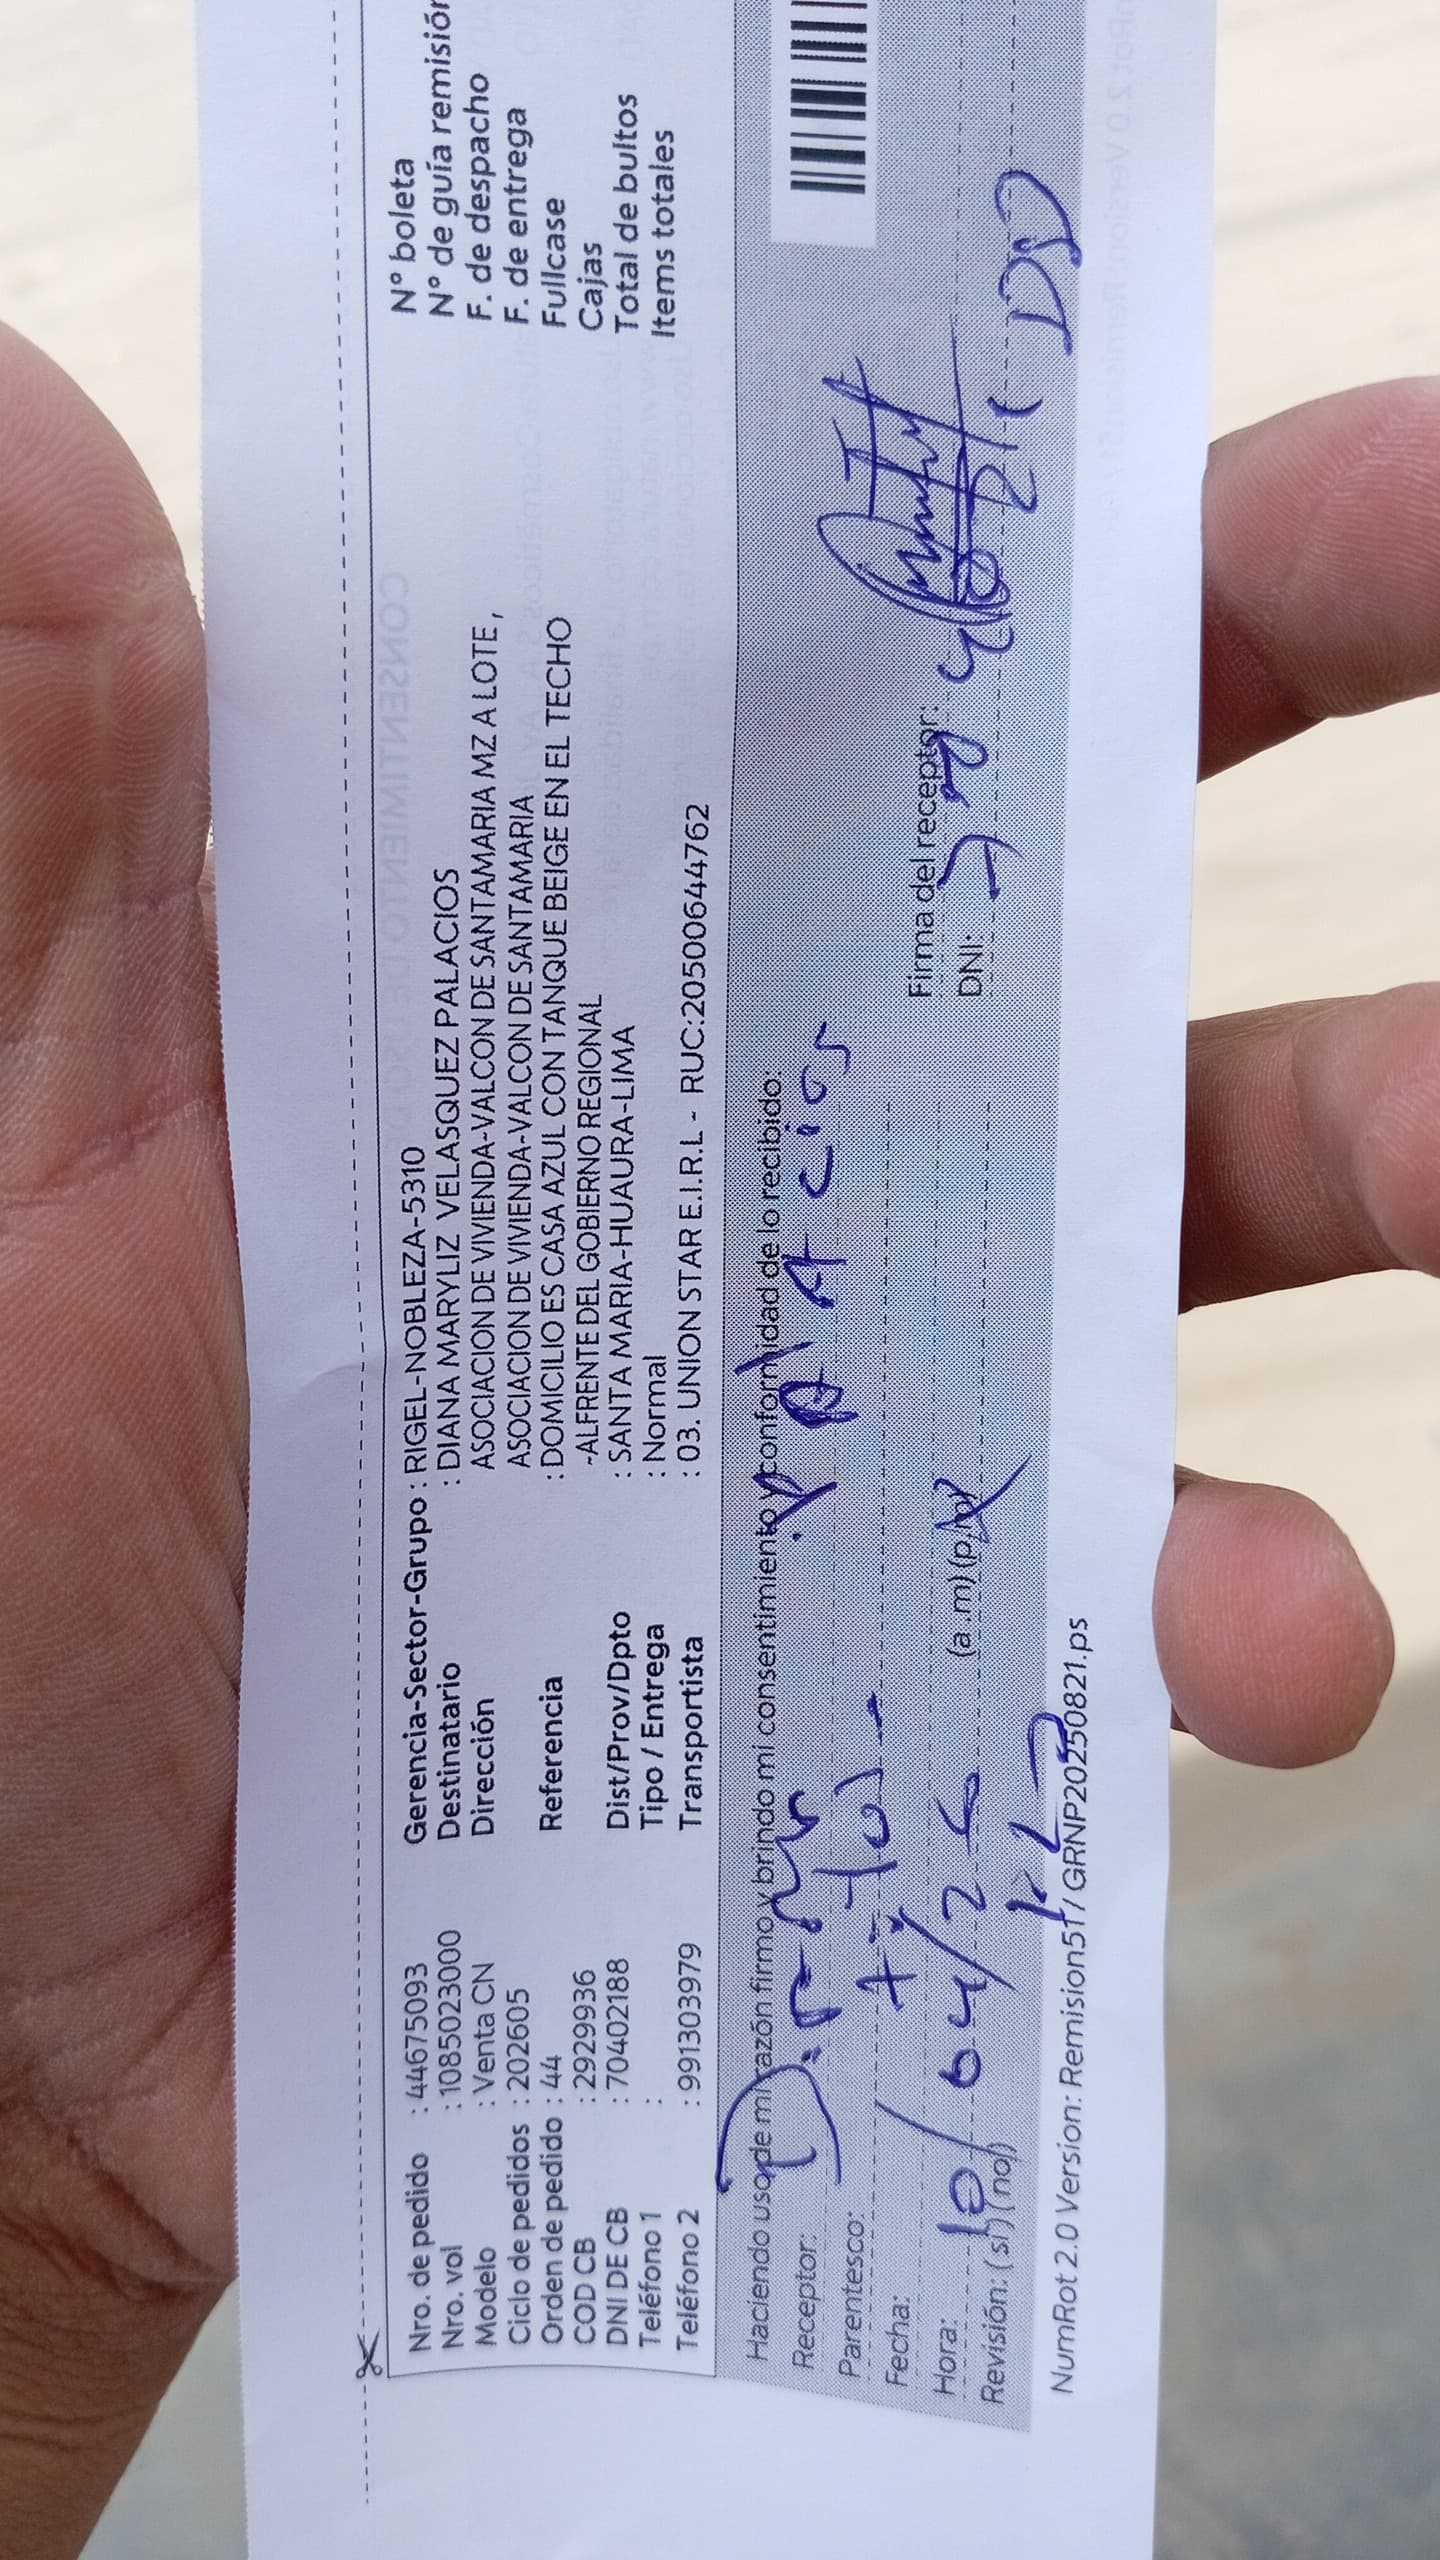 Nro. de pedido : 44675093
Nro. vol : 1085023000
Modelo : Venta CN
Ciclo de pedidos : 202605
Orden de pedido : 44
COD CB : 2929936
DNI DE CB : 70402188
Teléfono 1 :
Teléfono 2 : 991303979
Gerencia-Sector-Grupo : RIGEL-NOBLEZA-5310
Destinatario : DIANA MARYLIZ VELASQUEZ PALACIOS
Dirección ASOCIACION DE VIVIENDA-VALCON DE SANTAMARIA MZ A LOTE ,
ASOCIACION DE VIVIENDA-VALCON DE SANTAMARIA
Referencia : DOMICILIO ES CASA AZUL CON TANQUE BEIGE EN EL TECHO
-ALFRENTE DEL GOBIERNO REGIONAL
Dist/Prov/Dpto : SANTA MARIA-HUAURA-LIMA
Tipo / Entrega : Normal
Transportista : 03. UNION STAR E.I.R.L - RUC:20500644762
N° boleta
N° de guía remisión
F. de despacho
F. de entrega
Fullcase
Cajas
Total de bultos
Items totales
Haciendo uso de mi razón firmo y brindo mi consentimiento y conformidad de lo recibido:
Receptor: PALACIOS
Parentesco:
Fecha: 10/04/26
Hora: (a .m) (p.m)
Revisión: (si) (no)
Firma del receptor:
DNI:
NumRot 2.0 Version: Remision51 / GRNP20250821.ps